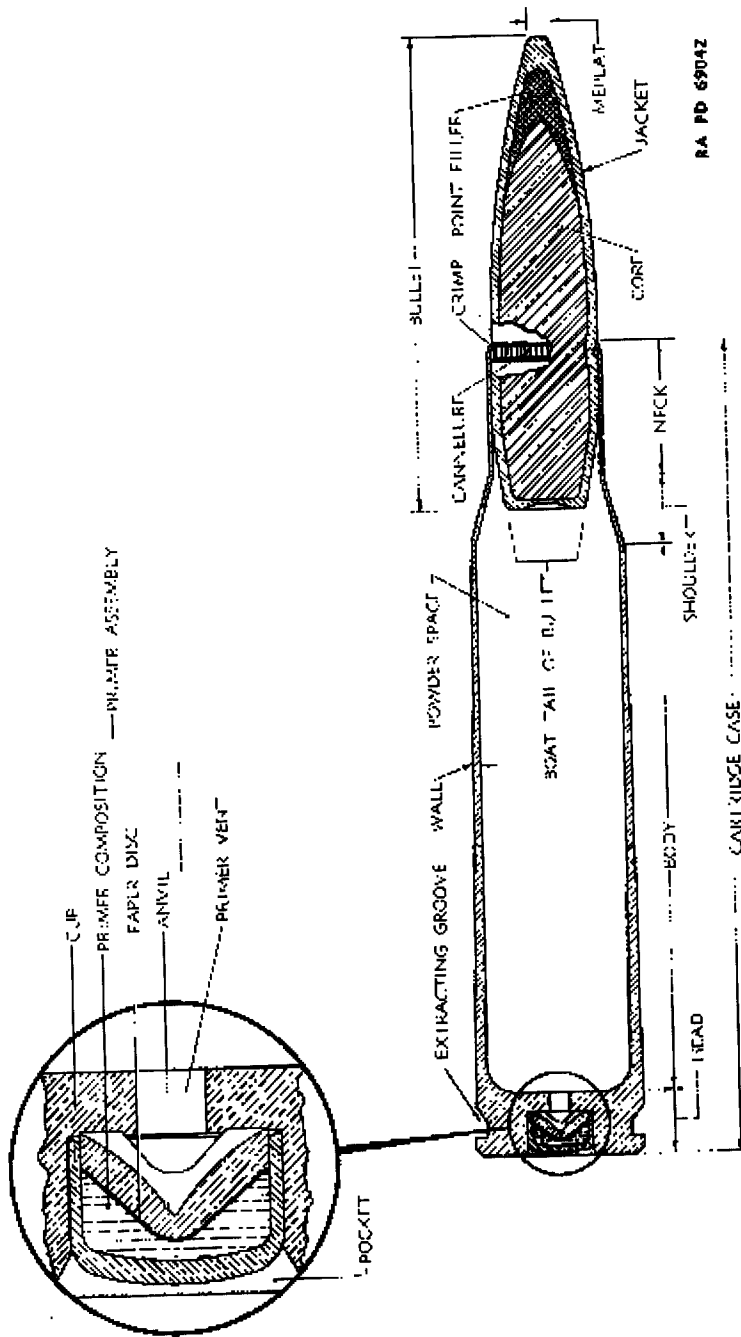 CUP
PRIMER COMPOSITION
PRIMER ASSEMBLY
PAPER DISC
ANVIL
PRIMER VENT
POCKET
EXTRACTING GROOVE
WALL
POWDER SPACE
CANNELURE
CRIMP
POINT FILLER
BULLET
BOAT TAIL OF BULLET
MEPLAT
JACKET
CORE
NECK
SHOULDER
BODY
HEAD
CARTRIDGE CASE
RA PD 69042